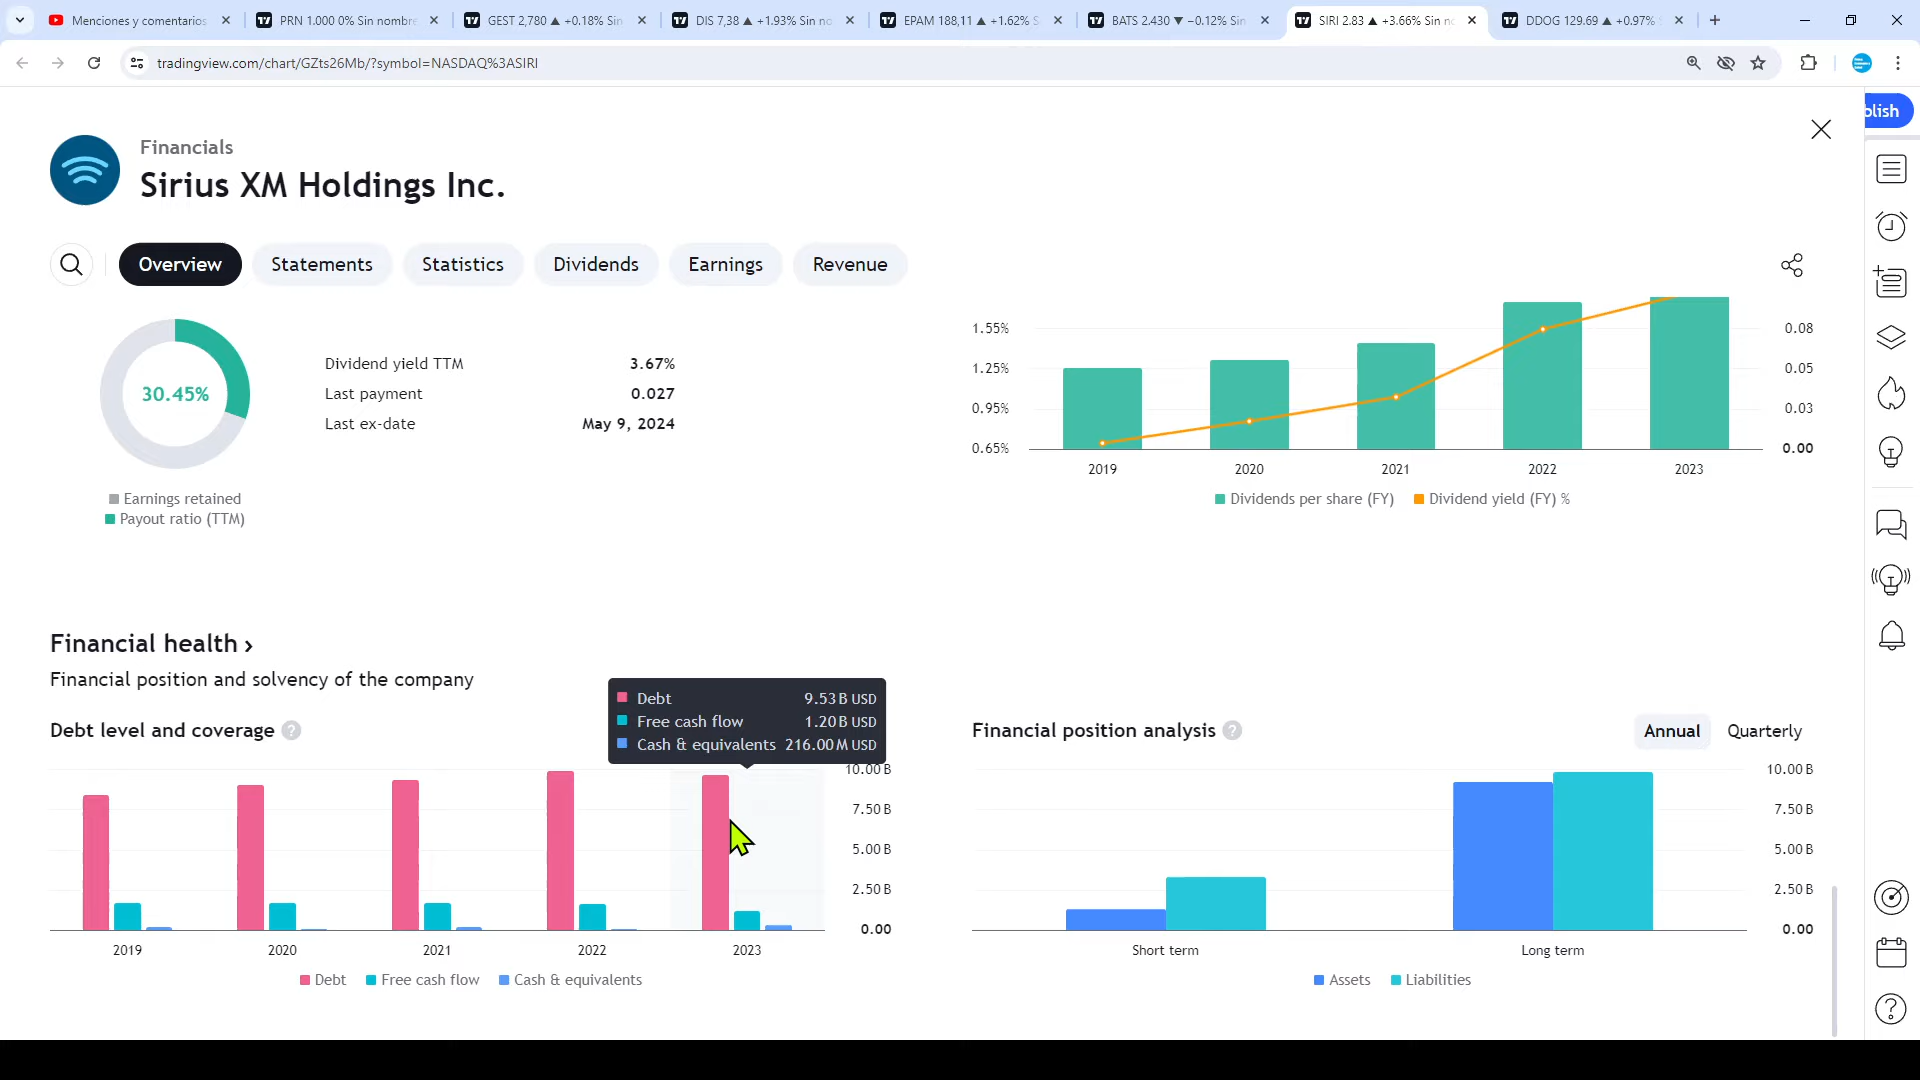 Menciones y comentarios
PRN 1.000 0% Sin nombre
GEST 2,780 ▲ +0.18% Sin
DIS 7,38 ▲ +1.93% Sin no
EPAM 188,11 ▲ +1.62% S
BATS 2.430 ▼ −0.12% Sin
SIRI 2.83 ▲ +3.66% Sin no
DDOG 129.69 ▲ +0.97%
tradingview.com/chart/GZts26Mb/?symbol=NASDAQ%3ASIRI
blish
Financials
Sirius XM Holdings Inc.
Overview
Statements
Statistics
Dividends
Earnings
Revenue
30.45%
Earnings retained
Payout ratio (TTM)
Dividend yield TTM 3.67%
Last payment 0.027
Last ex-date May 9, 2024
1.55% 0.08
1.25% 0.05
0.95% 0.03
0.65% 0.00
2019 2020 2021 2022 2023
Dividends per share (FY) Dividend yield (FY) %
Financial health ›
Financial position and solvency of the company
Debt level and coverage ?
Debt 9.53 B USD
Free cash flow 1.20 B USD
Cash & equivalents 216.00 M USD
10.00 B
7.50 B
5.00 B
2.50 B
0.00
2019 2020 2021 2022 2023
Debt Free cash flow Cash & equivalents
Financial position analysis ?
Annual Quarterly
10.00 B
7.50 B
5.00 B
2.50 B
0.00
Short term Long term
Assets Liabilities